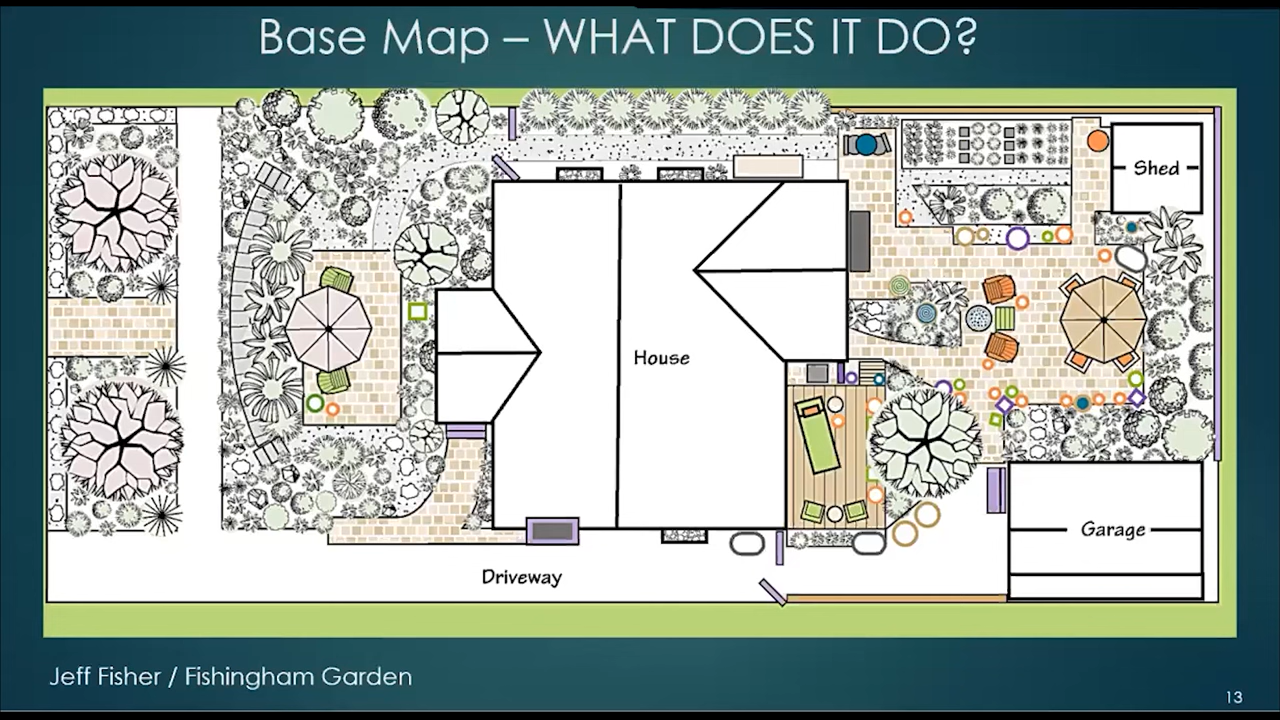 Base Map – WHAT DOES IT DO?
Shed
House
Garage
Driveway
Jeff Fisher / Fishingham Garden
13